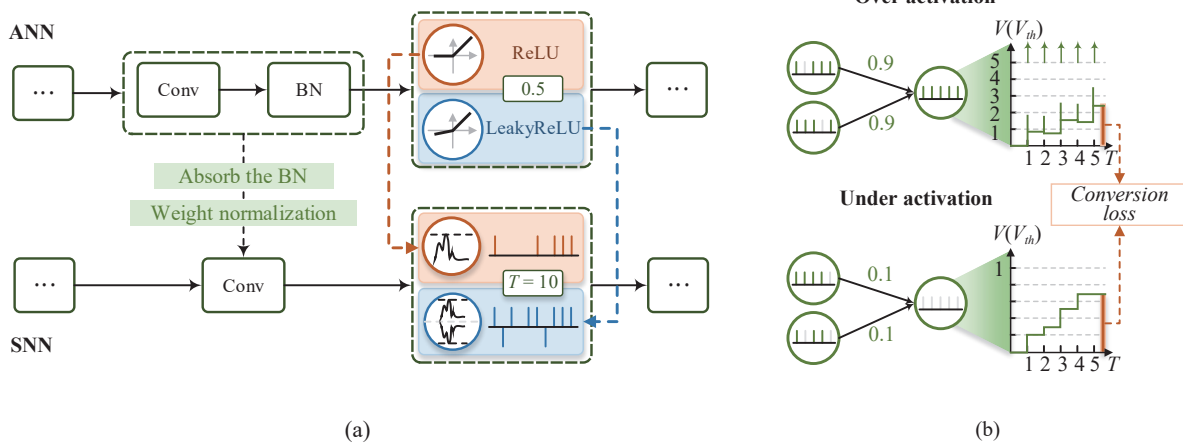 ANN
...
Conv
BN
ReLU
0.5
LeakyReLU
...
Absorb the BN
Weight normalization
...
Conv
T = 10
...
SNN
(a)
Over activation
V(Vth)
5
4
3
2
1
1 2 3 4 5 T
0.9
0.9
Conversion
loss
Under activation
V(Vth)
1
1 2 3 4 5 T
0.1
0.1
(b)